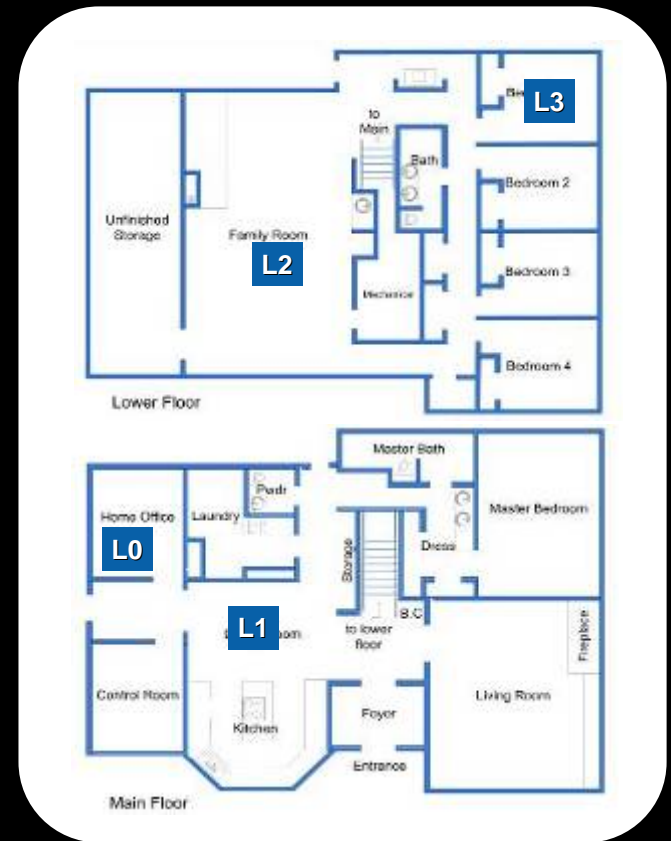 to
Main
L3
Bath
Bedroom 2
Unfinished
Storage
Family Room
L2
Bedroom 3
Mechanical
Bedroom 4
Lower Floor
Master Bath
Pwdr
Home Office
Laundry
Master Bedroom
L0
Storage
Dress
L1
B.C
to lower
floor
Fireplace
Control Room
Living Room
Kitchen
Foyer
Entrance
Main Floor